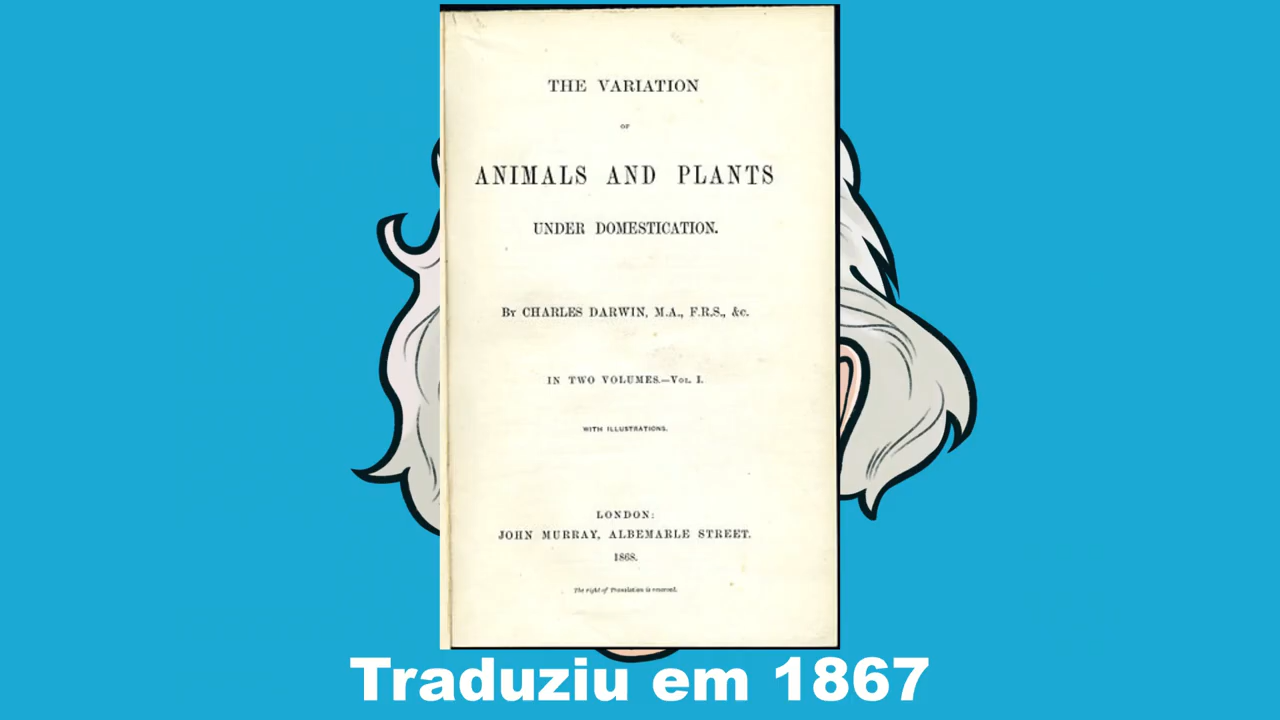 THE VARIATION
OF
ANIMALS AND PLANTS
UNDER DOMESTICATION.
BY CHARLES DARWIN, M.A., F.R.S., &c.
IN TWO VOLUMES.—VOL. I.
WITH ILLUSTRATIONS.
LONDON:
JOHN MURRAY, ALBEMARLE STREET.
1868.
The right of Translation is reserved.
Traduziu em 1867